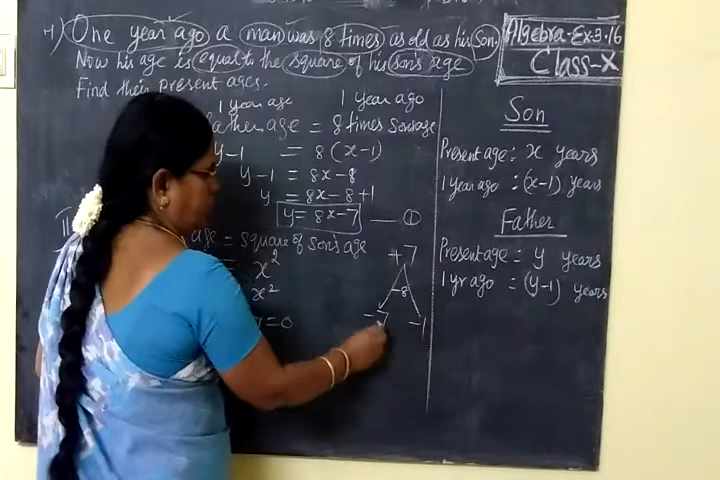 4) One year ago a man was 8 times as old as his son.
Now his age is equal to the square of his son's age.
Find their present ages.
Algebra-Ex-3.16
Class-X
1 year ago 1 year ago
Father age = 8 times Sonsage
y-1 = 8(x-1)
y-1 = 8x-8
y = 8x-8+1
y = 8x-7 — ①
age = square of son's age
= x²
x²
=0
+7
-8
-7 -1
Son
Present age : x years
1 year ago : (x-1) years
Father
Present age : y years
1 yr ago : (y-1) years